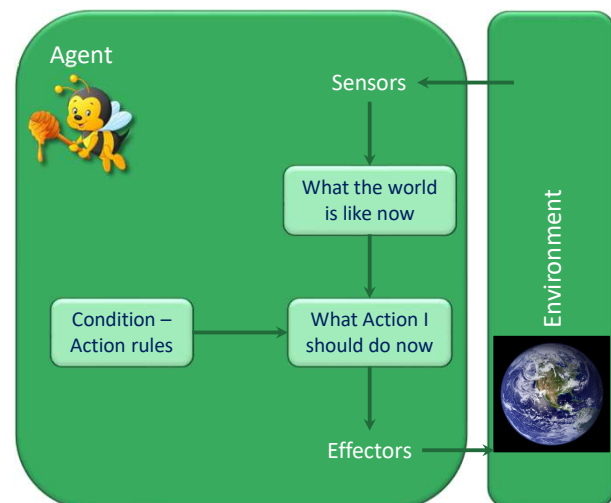 Agent
Sensors
What the world
is like now
Condition –
Action rules
What Action I
should do now
Effectors
Environment